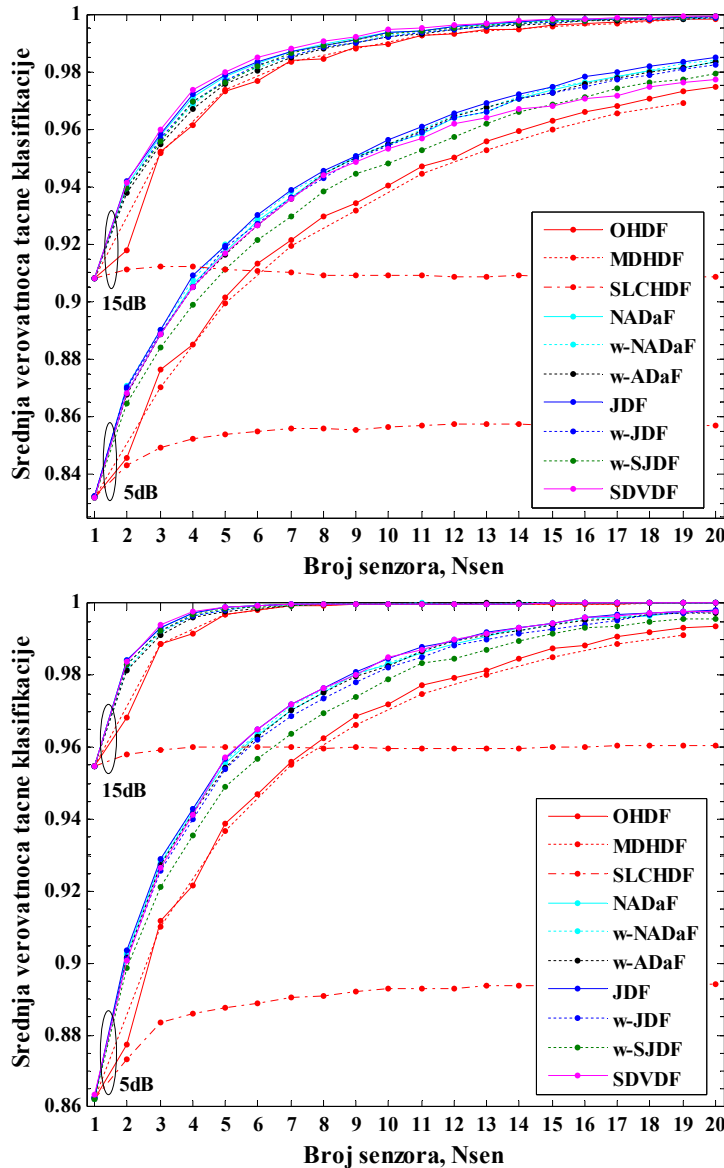 Srednja verovatnoca tacne klasifikacije
1
0.98
0.96
0.94
0.92
0.9
0.88
0.86
0.84
15dB
5dB
OHDF
MDHDF
SLCHDF
NADaF
w-NADaF
w-ADaF
JDF
w-JDF
w-SJDF
SDVDF
1 2 3 4 5 6 7 8 9 10 11 12 13 14 15 16 17 18 19 20
Broj senzora, Nsen
Srednja verovatnoca tacne klasifikacije
1
0.98
0.96
0.94
0.92
0.9
0.88
0.86
15dB
5dB
OHDF
MDHDF
SLCHDF
NADaF
w-NADaF
w-ADaF
JDF
w-JDF
w-SJDF
SDVDF
1 2 3 4 5 6 7 8 9 10 11 12 13 14 15 16 17 18 19 20
Broj senzora, Nsen